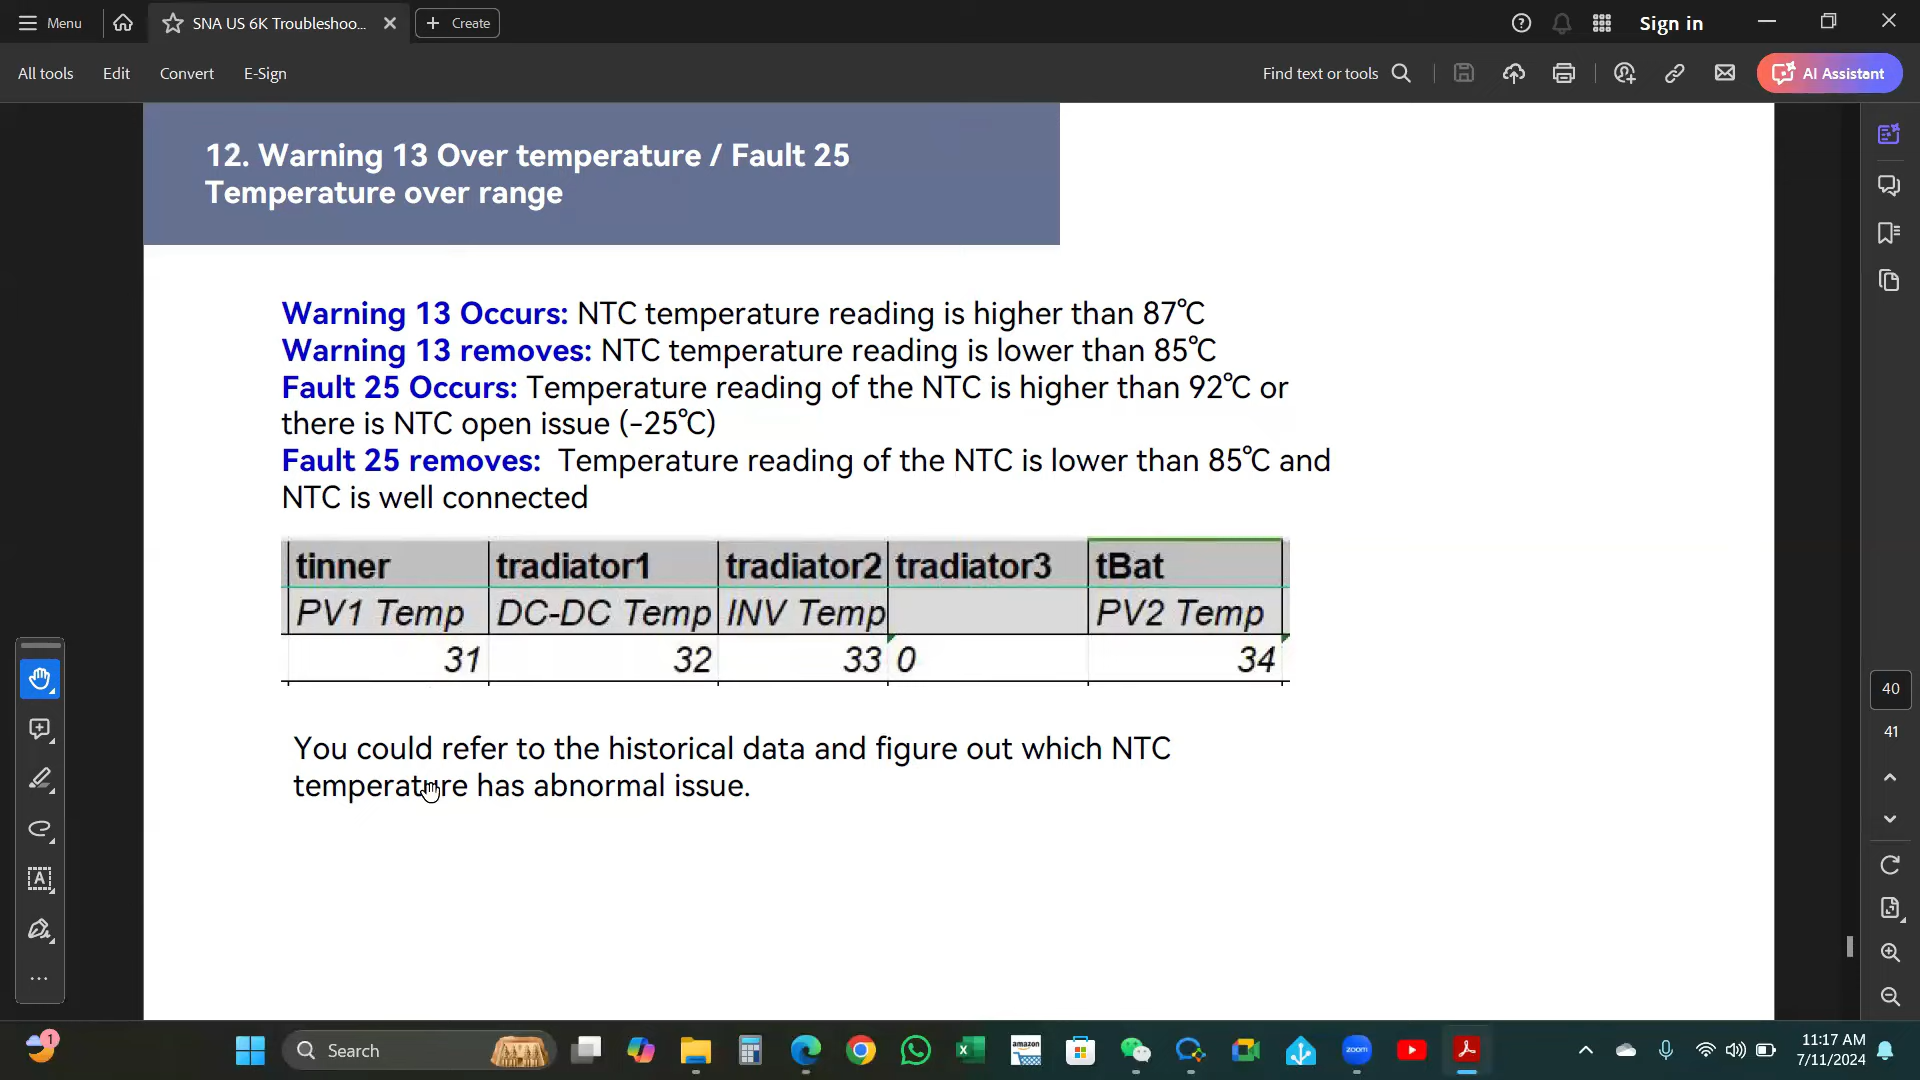 Menu
SNA US 6K Troubleshoo...
Create
Sign in
All tools
Edit
Convert
E-Sign
Find text or tools
AI Assistant
12. Warning 13 Over temperature / Fault 25
Temperature over range
Warning 13 Occurs: NTC temperature reading is higher than 87℃
Warning 13 removes: NTC temperature reading is lower than 85℃
Fault 25 Occurs: Temperature reading of the NTC is higher than 92℃ or
there is NTC open issue (-25℃)
Fault 25 removes: Temperature reading of the NTC is lower than 85℃ and
NTC is well connected
tinner tradiator1 tradiator2 tradiator3 tBat
PV1 Temp DC-DC Temp INV Temp PV2 Temp
31 32 33 0 34
You could refer to the historical data and figure out which NTC
temperature has abnormal issue.
40
41
1
Search
amazon
zoom
11:17 AM
7/11/2024